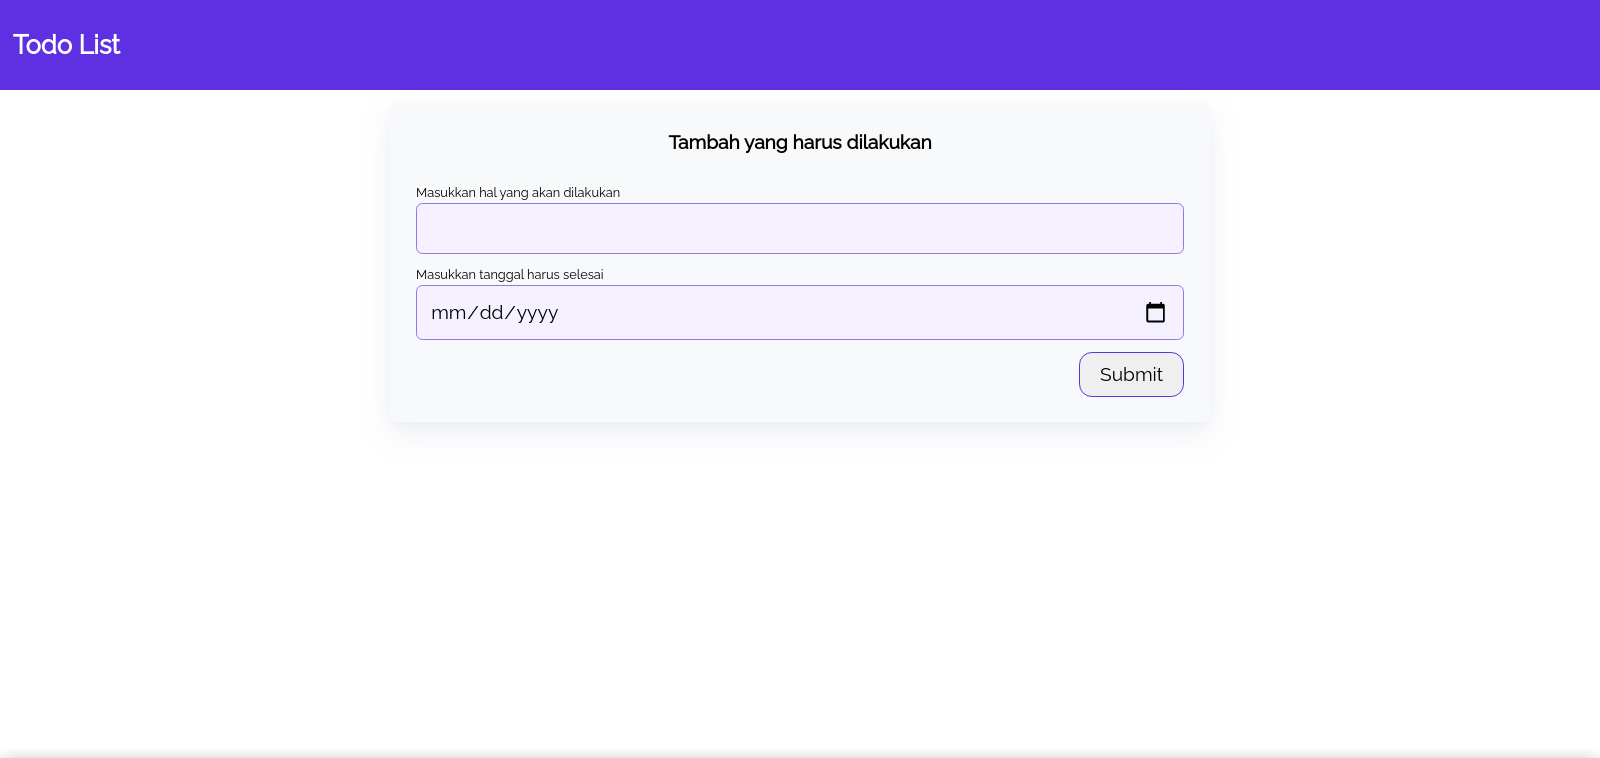 Todo List
Tambah yang harus dilakukan
Masukkan hal yang akan dilakukan
Masukkan tanggal harus selesai
mm/dd/yyyy
Submit